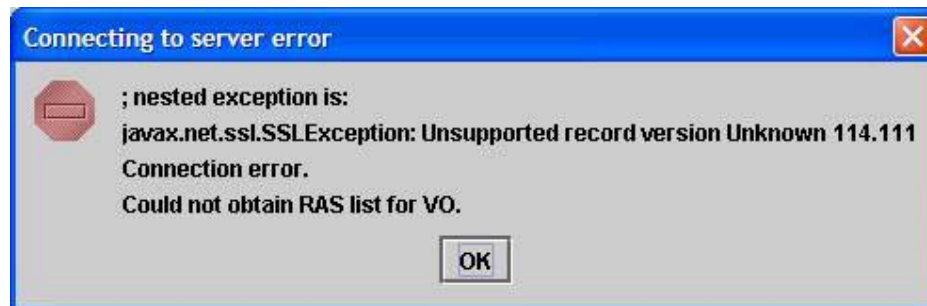 Connecting to server error
; nested exception is:
javax.net.ssl.SSLException: Unsupported record version Unknown 114.111
Connection error.
Could not obtain RAS list for VO.
OK